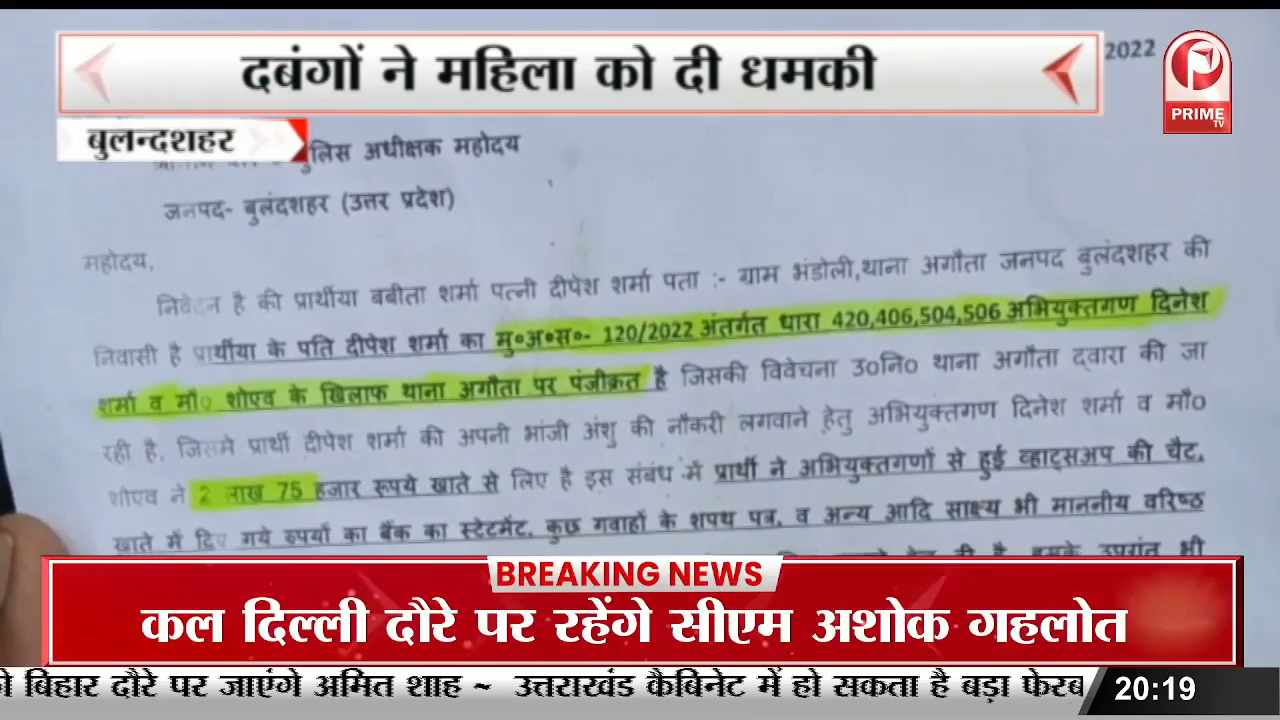 दबंगों ने महिला को दी धमकी
2022
PRIME
TV
बुलन्दशहर
पुलिस अधीक्षक महोदय
जनपद- बुलंदशहर (उत्तर प्रदेश)
महोदय,
निवेदन है की प्रार्थीया बबीता शर्मा पत्नी दीपेश शर्मा पता :- ग्राम भंडोली,थाना अगौता जनपद बुलंदशहर की
निवासी है प्रार्थीया के पति दीपेश शर्मा का मु०अ०स०- 120/2022 अंतर्गत धारा 420,406,504,506 अभियुक्तगण दिनेश
शर्मा व मौ० शोएव के खिलाफ थाना अगौता पर पंजीक्रत है जिसकी विवेचना उ०नि० थाना अगौता द्वारा की जा
रही है, जिसमे प्रार्थी दीपेश शर्मा की अपनी भांजी अंशु की नौकरी लगवाने हेतु अभियुक्तगण दिनेश शर्मा व मौ०
शोएव ने 2 लाख 75 हजार रूपये खाते से लिए है इस संबंध में प्रार्थी ने अभियुक्तगणों से हुई व्हाट्सअप की चैट,
खाते में दिए गये रुपयों का बैंक का स्टेटमेंट, कुछ गवाहों के शपथ पत्र, व अन्य आदि साक्ष्य भी माननीय वरिष्ठ
BREAKING NEWS
कल दिल्ली दौरे पर रहेंगे सीएम अशोक गहलोत
बिहार दौरे पर जाएंगे अमित शाह ~ उत्तराखंड कैबिनेट में हो सकता है बड़ा फेरब
20:19